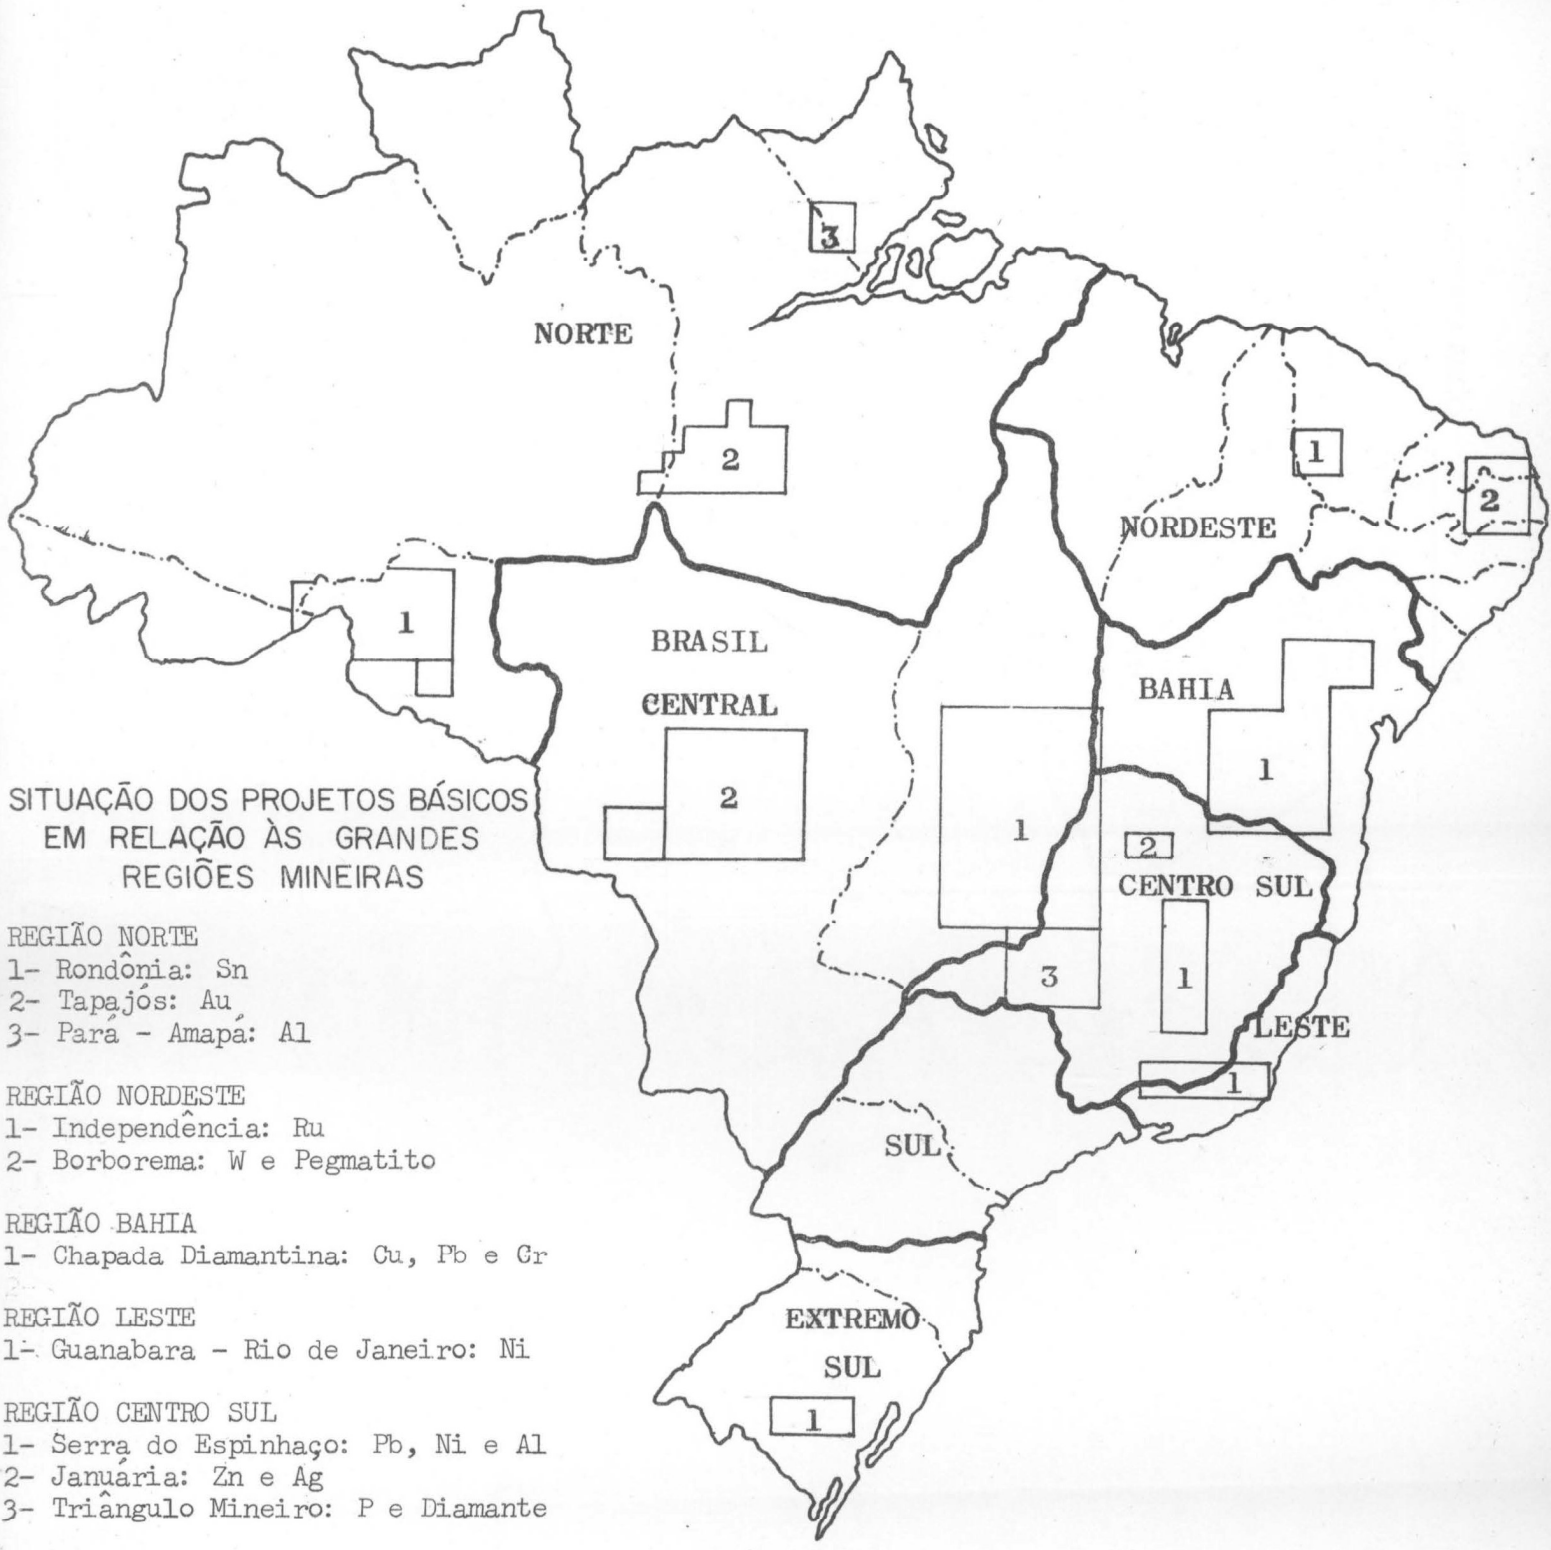 NORTE
3
2
1
NORDESTE
1
2
BRASIL
CENTRAL
2
1
BAHIA
1
2
CENTRO SUL
1
3
LESTE
1
SUL
EXTREMO
SUL
1
SITUAÇÃO DOS PROJETOS BÁSICOS
EM RELAÇÃO ÀS GRANDES
REGIÕES MINEIRAS
REGIÃO NORTE
1- Rondônia: Sn
2- Tapajós: Au
3- Pará - Amapá: Al
REGIÃO NORDESTE
1- Independência: Ru
2- Borborema: W e Pegmatito
REGIÃO BAHIA
1- Chapada Diamantina: Cu, Pb e Gr
REGIÃO LESTE
1- Guanabara - Rio de Janeiro: Ni
REGIÃO CENTRO SUL
1- Serra do Espinhaço: Pb, Ni e Al
2- Januária: Zn e Ag
3- Triângulo Mineiro: P e Diamante